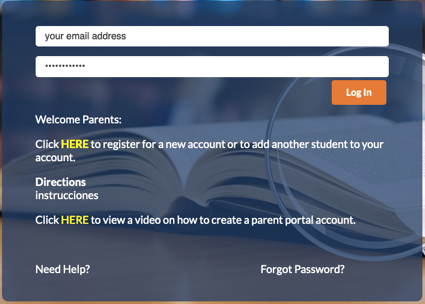 your email address
••••••••••••
Log In
Welcome Parents:
Click HERE to register for a new account or to add another student to your
account.
Directions
instrucciones
Click HERE to view a video on how to create a parent portal account.
Need Help? Forgot Password?